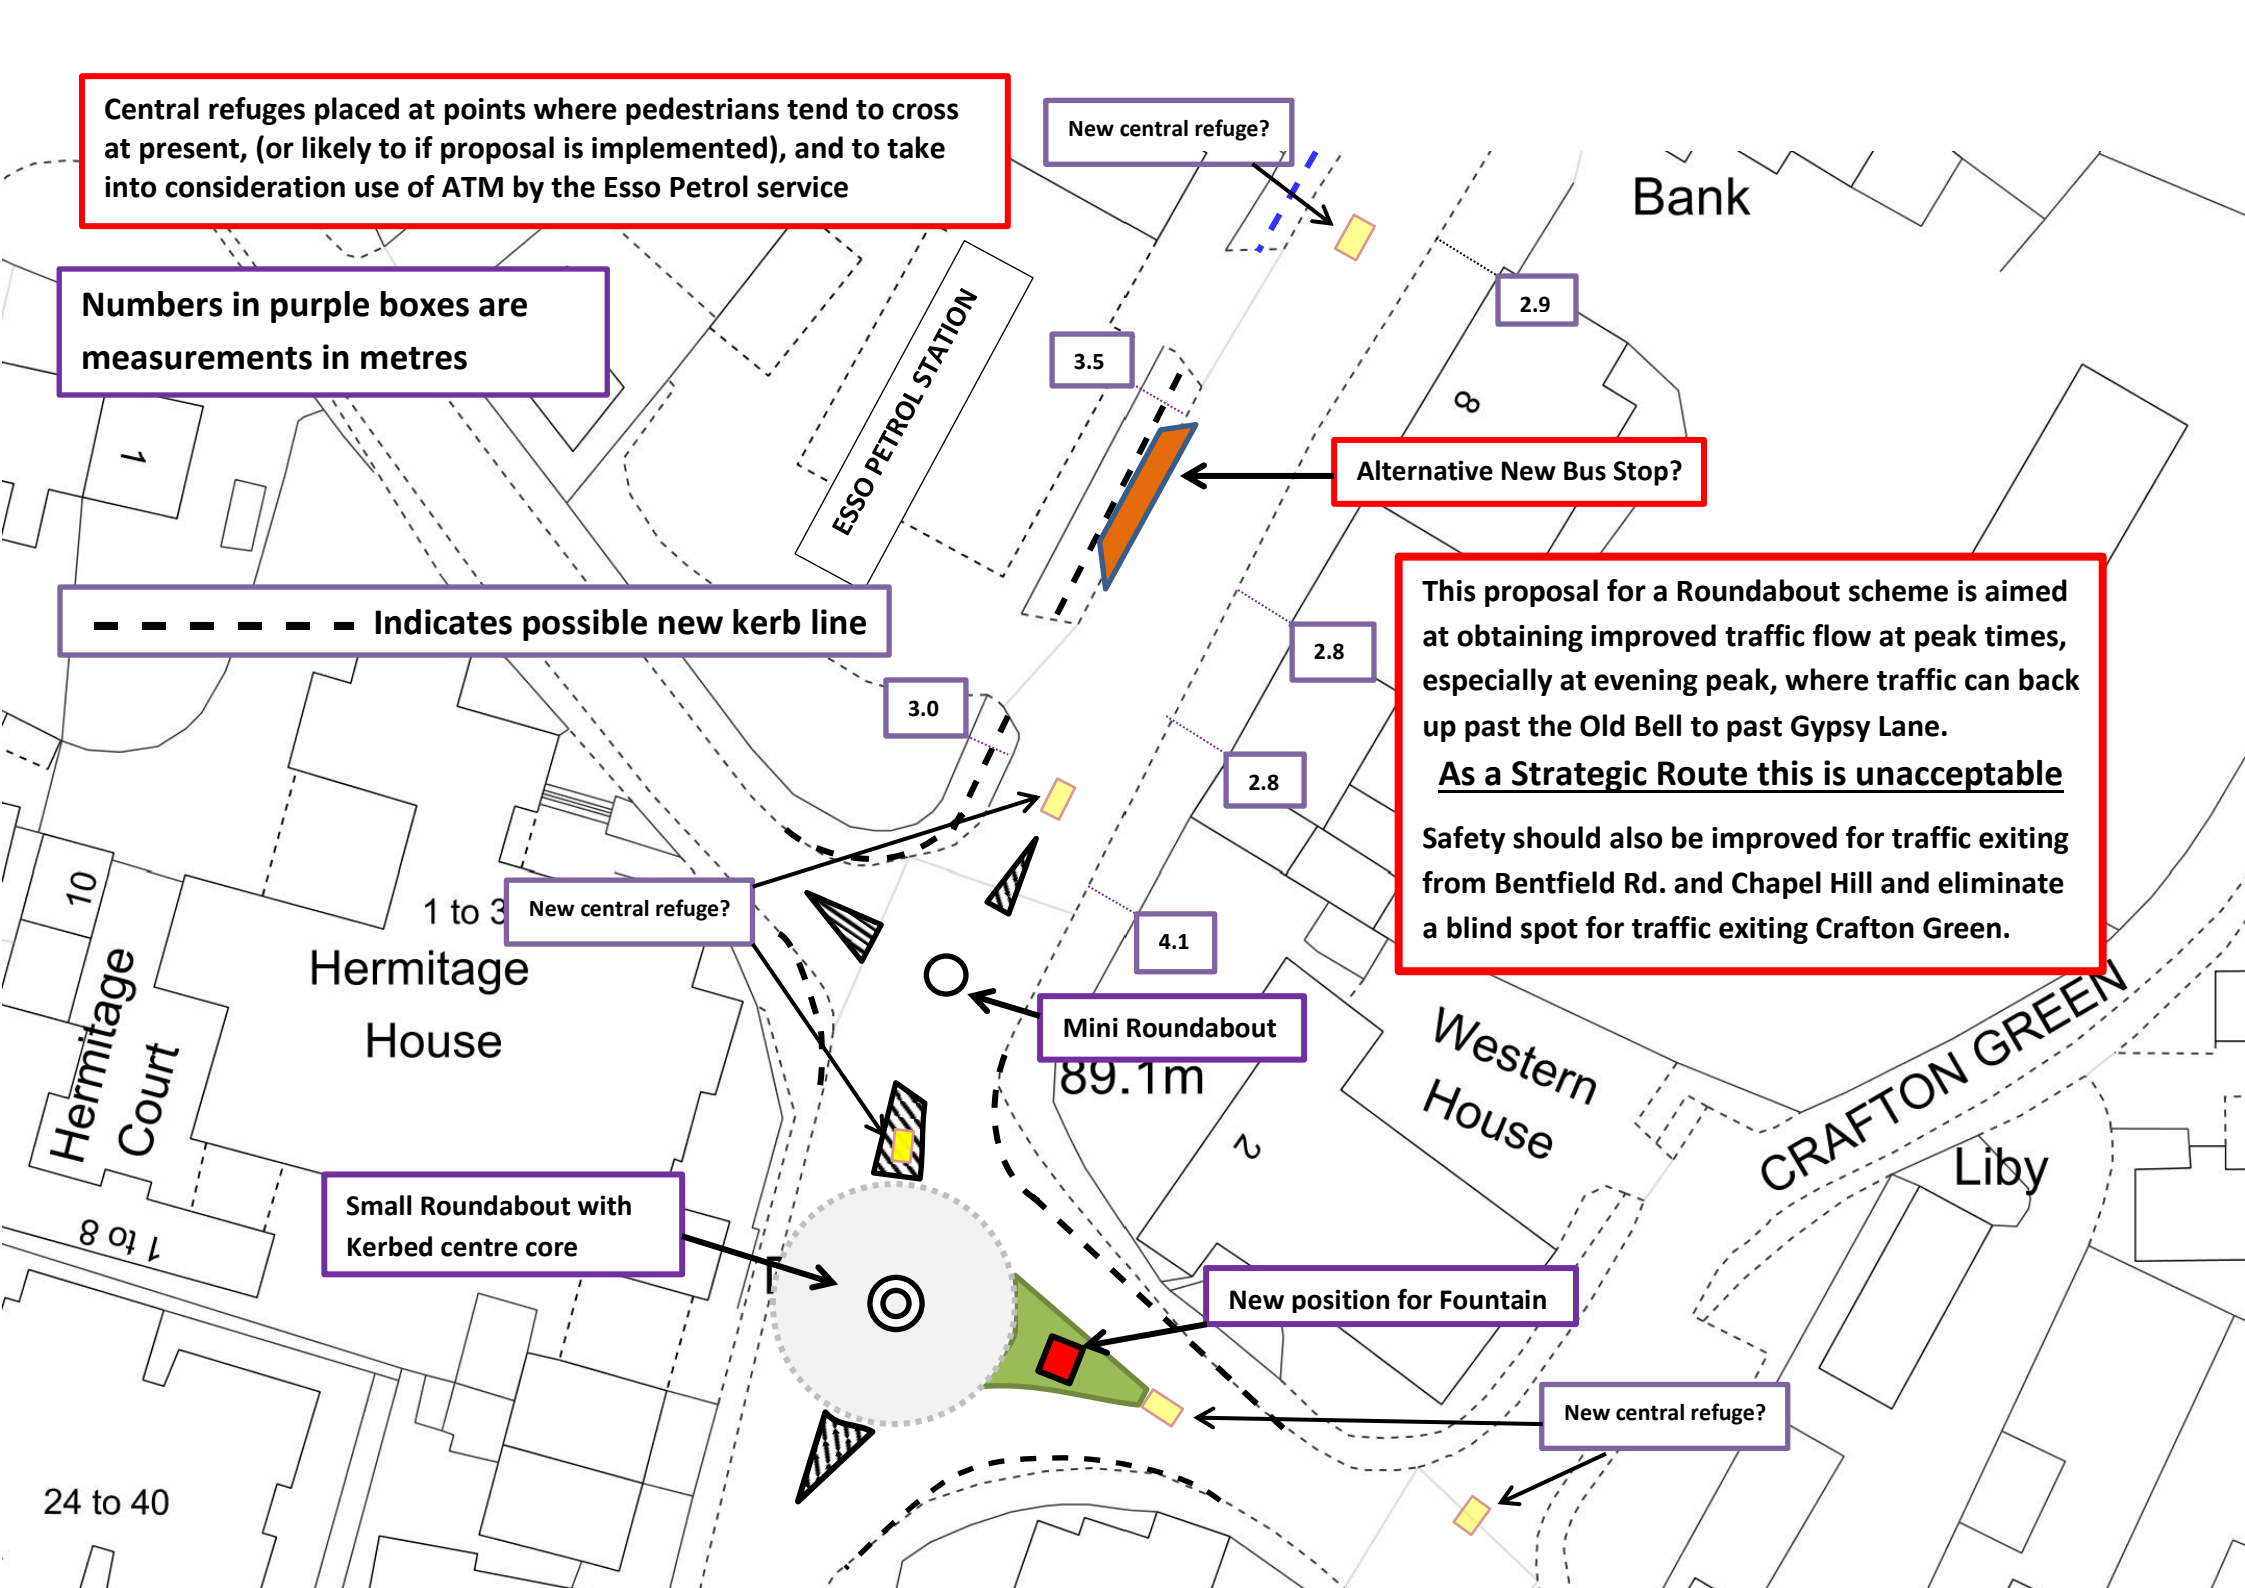 Central refuges placed at points where pedestrians tend to cross
at present, (or likely to if proposal is implemented), and to take
into consideration use of ATM by the Esso Petrol service
New central refuge?
Bank
Numbers in purple boxes are
measurements in metres
2.9
3.5
ESSO PETROL STATION
8
1
Alternative New Bus Stop?
Indicates possible new kerb line
This proposal for a Roundabout scheme is aimed
at obtaining improved traffic flow at peak times,
especially at evening peak, where traffic can back
up past the Old Bell to past Gypsy Lane.
As a Strategic Route this is unacceptable
Safety should also be improved for traffic exiting
from Bentfield Rd. and Chapel Hill and eliminate
a blind spot for traffic exiting Crafton Green.
2.8
3.0
2.8
10
1 to 3
New central refuge?
4.1
Hermitage
House
Hermitage
Court
Mini Roundabout
89.1m
Western
House
CRAFTON GREEN
2
Liby
Small Roundabout with
Kerbed centre core
1 to 8
New position for Fountain
New central refuge?
24 to 40